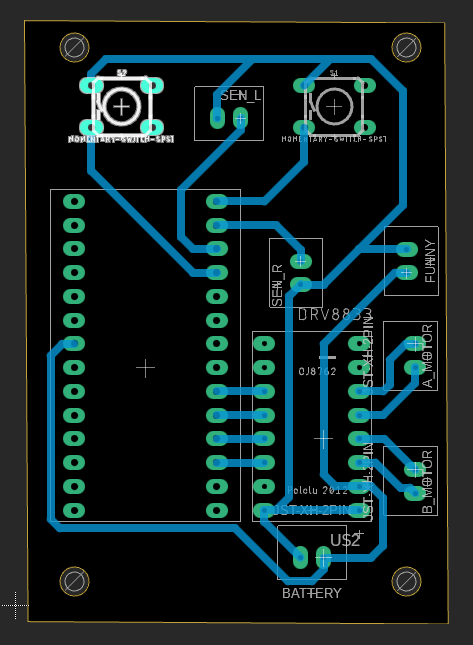 S2
S1
SEN_L
MOMENTARY-SWITCH-SPST
MOMENTARY-SWITCH-SPST
FUNNY
SEN_R
DRV8833
JST-XH-2PIN
A_MOTOR
OJ8762
JST-XH-2PIN
B_MOTOR
Pololu 2012
JST-XH-2PIN
US2
BATTERY